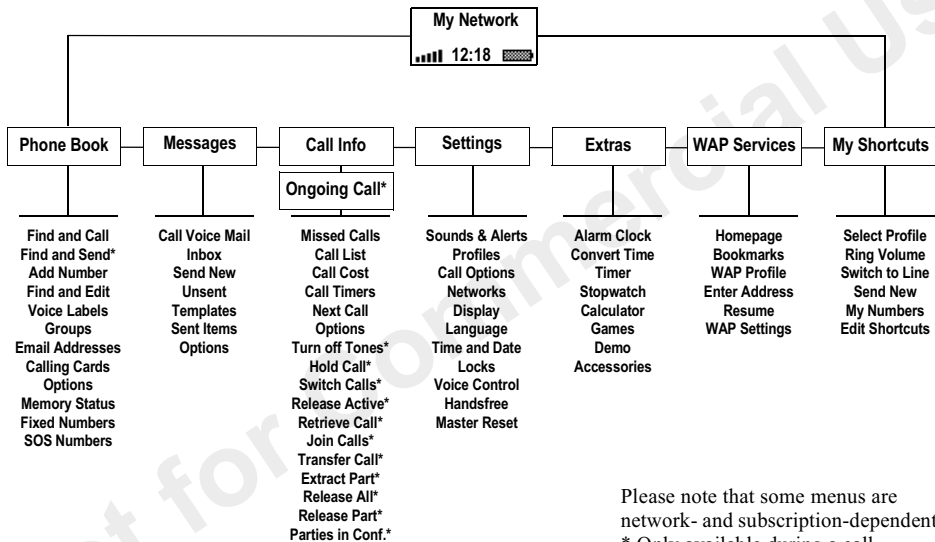 My Network
12:18
Phone Book
Messages
Call Info
Settings
Extras
WAP Services
My Shortcuts
Ongoing Call*
Find and Call
Find and Send*
Add Number
Find and Edit
Voice Labels
Groups
Email Addresses
Calling Cards
Options
Memory Status
Fixed Numbers
SOS Numbers
Call Voice Mail
Inbox
Send New
Unsent
Templates
Sent Items
Options
Missed Calls
Call List
Call Cost
Call Timers
Next Call
Options
Turn off Tones*
Hold Call*
Switch Calls*
Release Active*
Retrieve Call*
Join Calls*
Transfer Call*
Extract Part*
Release All*
Release Part*
Parties in Conf.*
Sounds & Alerts
Profiles
Call Options
Networks
Display
Language
Time and Date
Locks
Voice Control
Handsfree
Master Reset
Alarm Clock
Convert Time
Timer
Stopwatch
Calculator
Games
Demo
Accessories
Homepage
Bookmarks
WAP Profile
Enter Address
Resume
WAP Settings
Select Profile
Ring Volume
Switch to Line
Send New
My Numbers
Edit Shortcuts
Please note that some menus are
network- and subscription-dependent
* Only available during a call
for Commercial Us